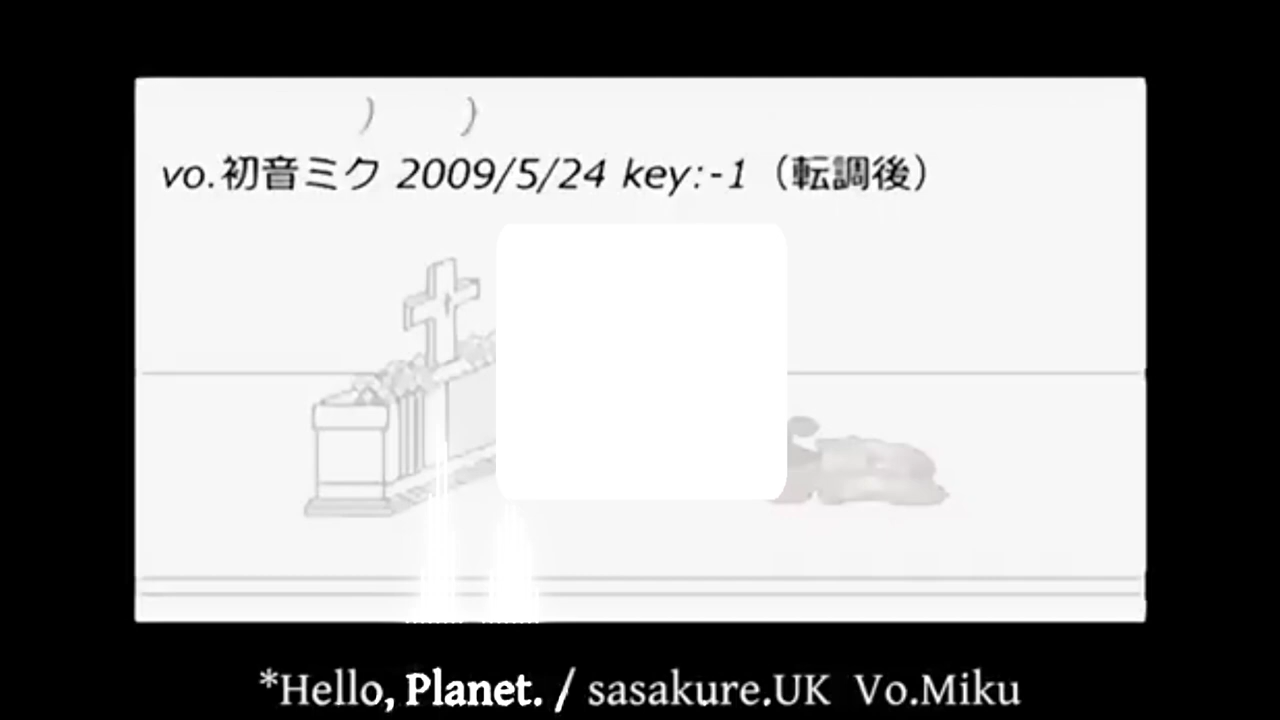 ) )
vo.初音ミク 2009/5/24 key:-1（転調後）
*Hello, Planet. / sasakure.UK Vo.Miku